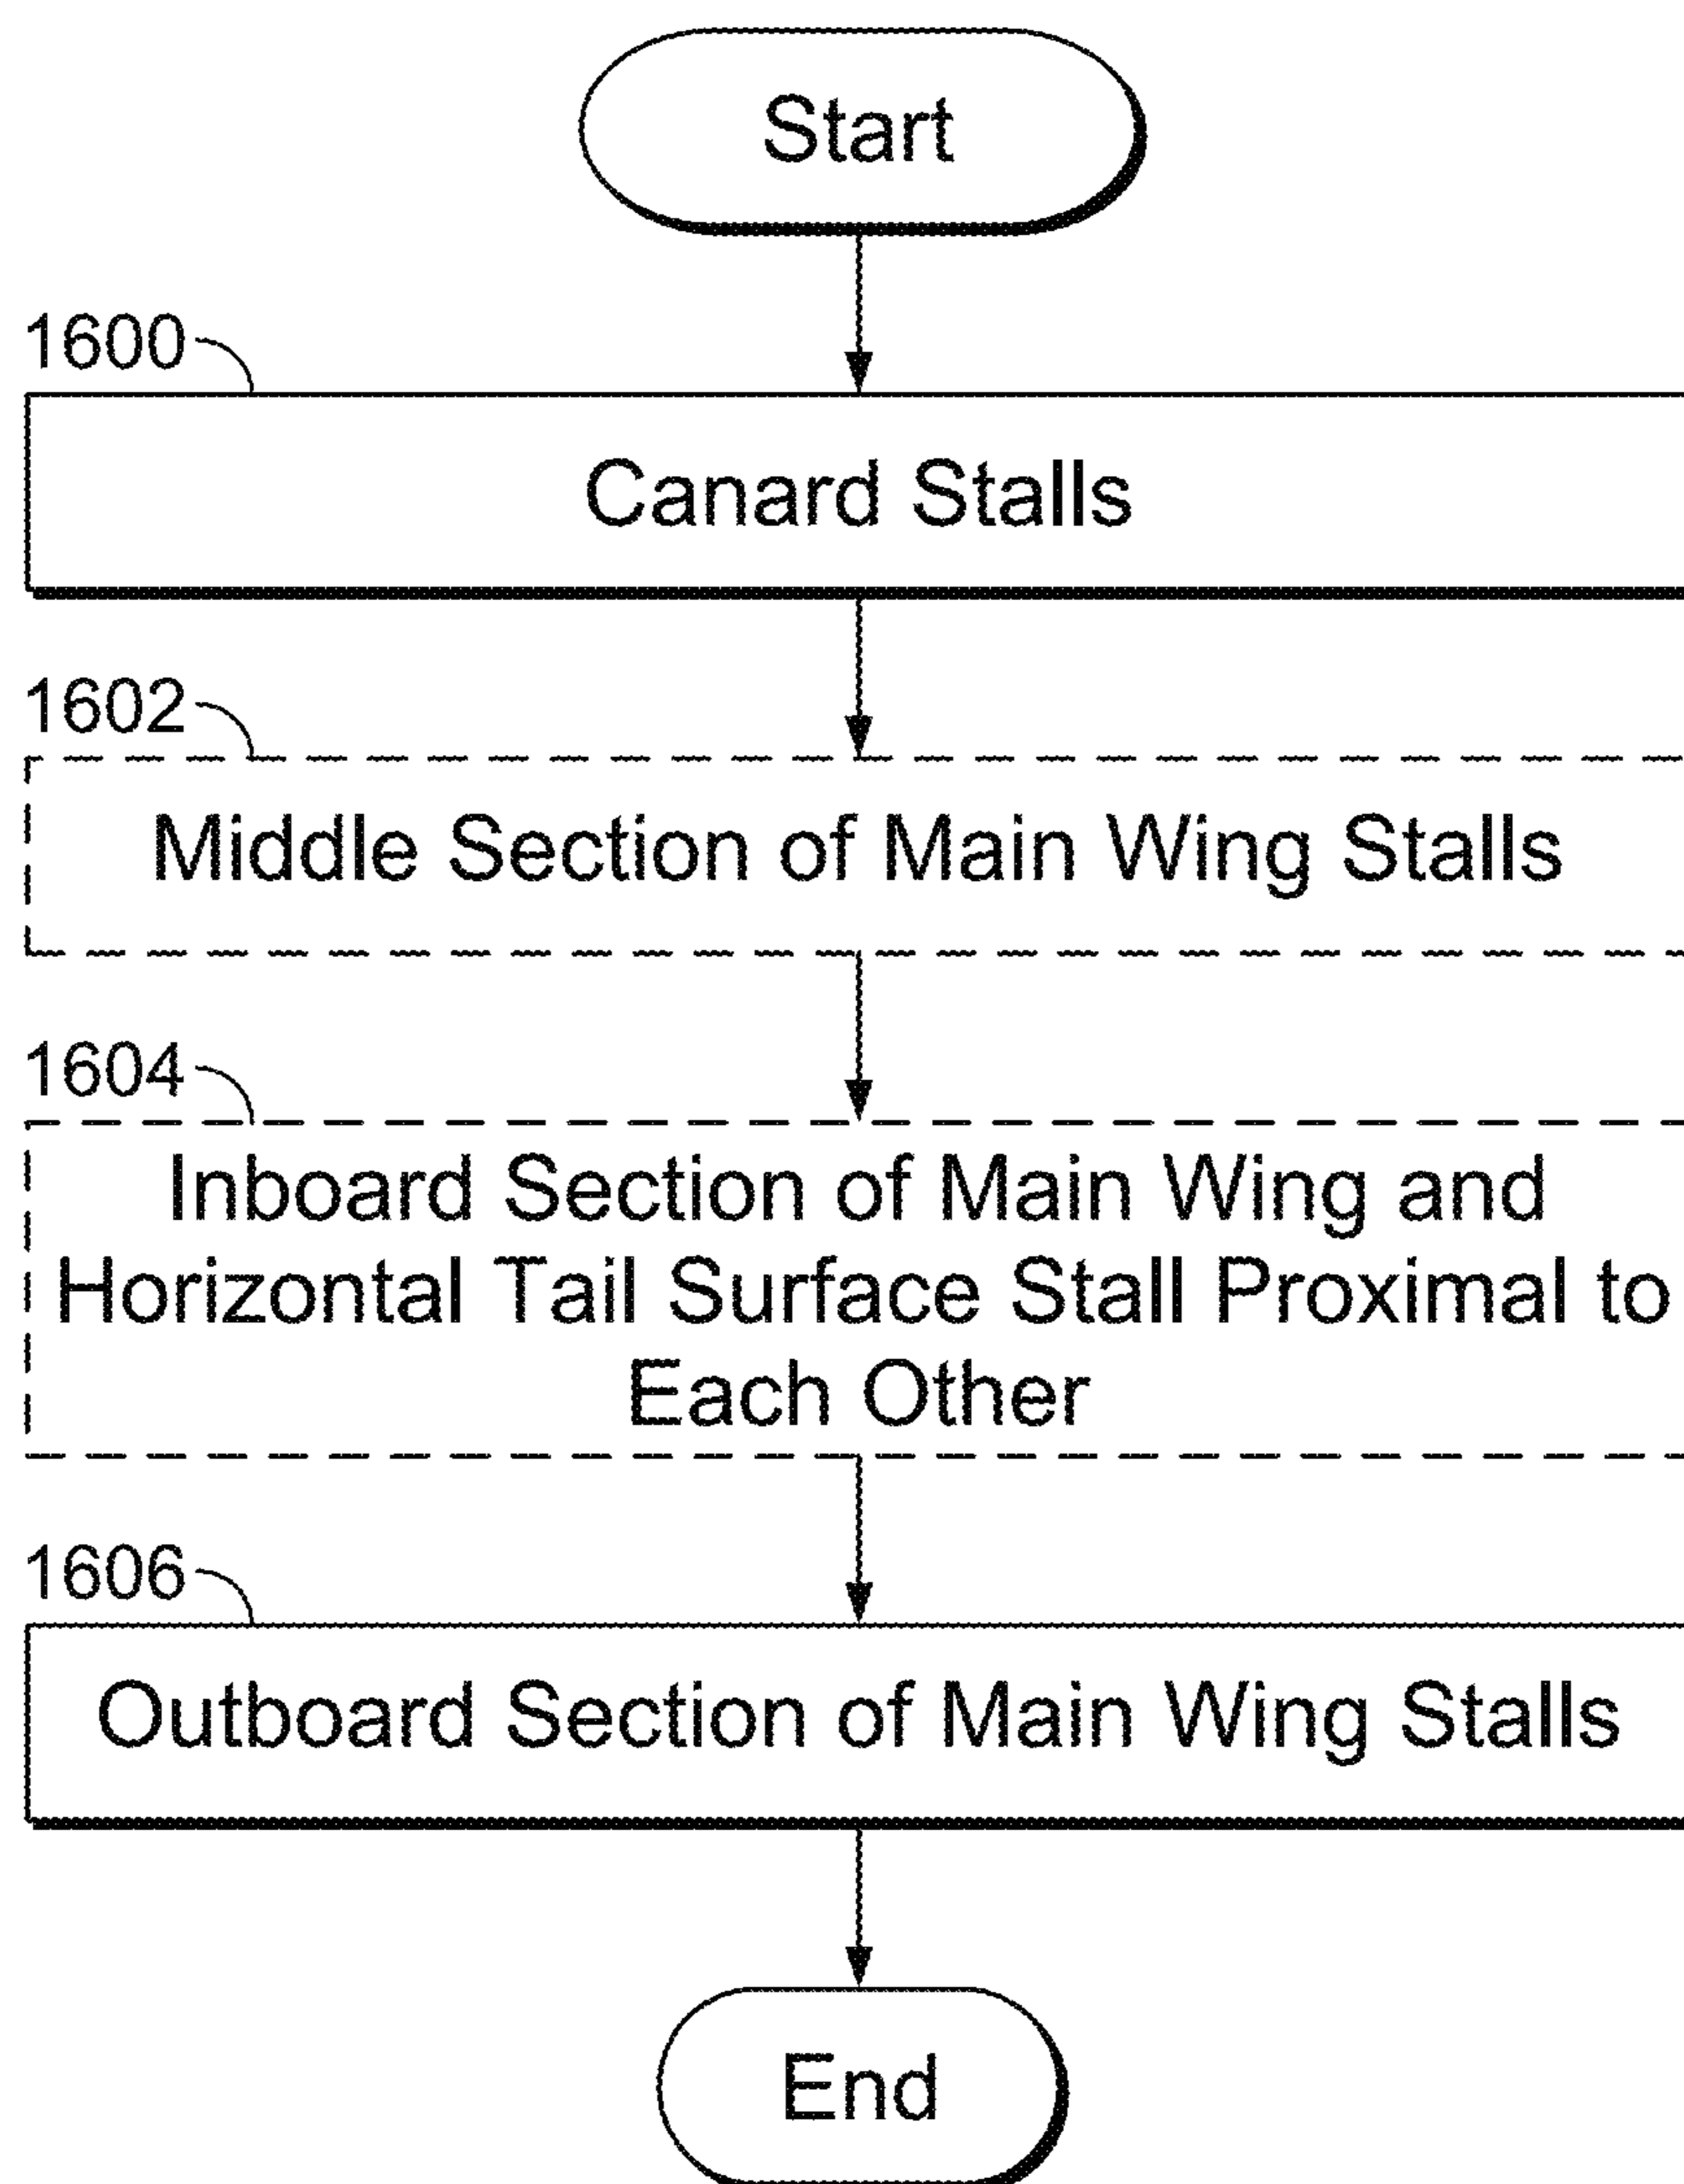 Start
1600
Canard Stalls
1602
Middle Section of Main Wing Stalls
1604
Inboard Section of Main Wing and
Horizontal Tail Surface Stall Proximal to
Each Other
1606
Outboard Section of Main Wing Stalls
End